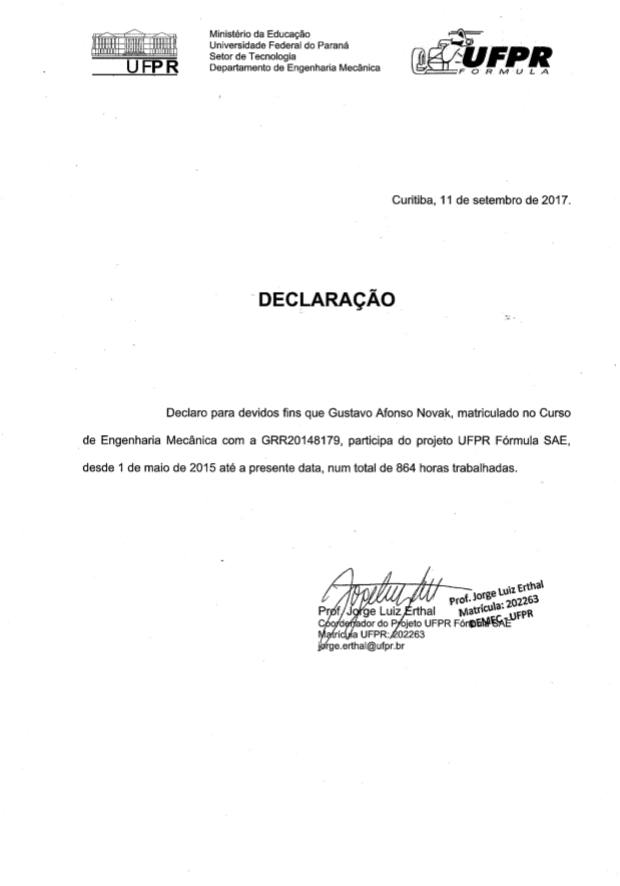 Ministério da Educação
Universidade Federal do Paraná
Setor de Tecnologia
Departamento de Engenharia Mecânica
UFPR
UFPR
FORMULA
Curitiba, 11 de setembro de 2017.
DECLARAÇÃO
Declaro para devidos fins que Gustavo Afonso Novak, matriculado no Curso
de Engenharia Mecânica com a GRR20148179, participa do projeto UFPR Fórmula SAE,
desde 1 de maio de 2015 até a presente data, num total de 864 horas trabalhadas.
Prof. Jorge Luiz Erthal
Coordenador do Projeto UFPR Fórmula SAE
Matrícula UFPR: 202263
jorge.erthal@ufpr.br
Prof. Jorge Luiz Erthal
Matrícula: 202263
DEMEC - UFPR